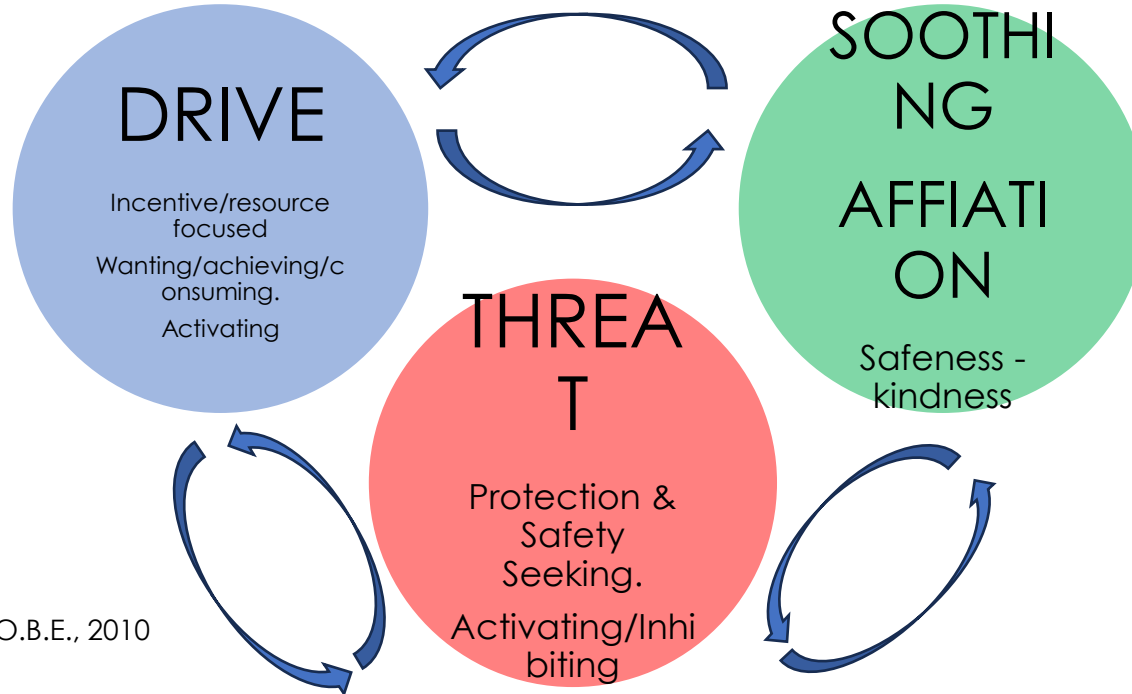 DRIVE
Incentive/resource
focused
Wanting/achieving/c
onsuming.
Activating
SOOTHI
NG
AFFIATI
ON
Safeness -
kindness
THREA
T
Protection &
Safety
Seeking.
Activating/Inhi
biting
O.B.E., 2010